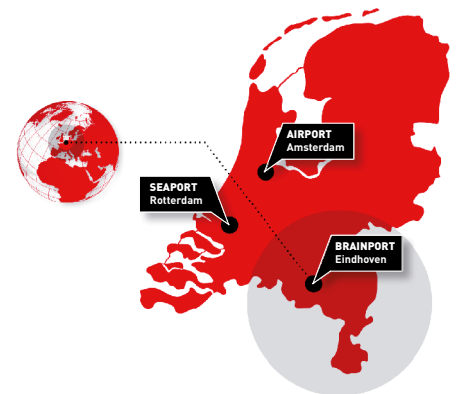 AIRPORT
Amsterdam
SEAPORT
Rotterdam
BRAINPORT
Eindhoven